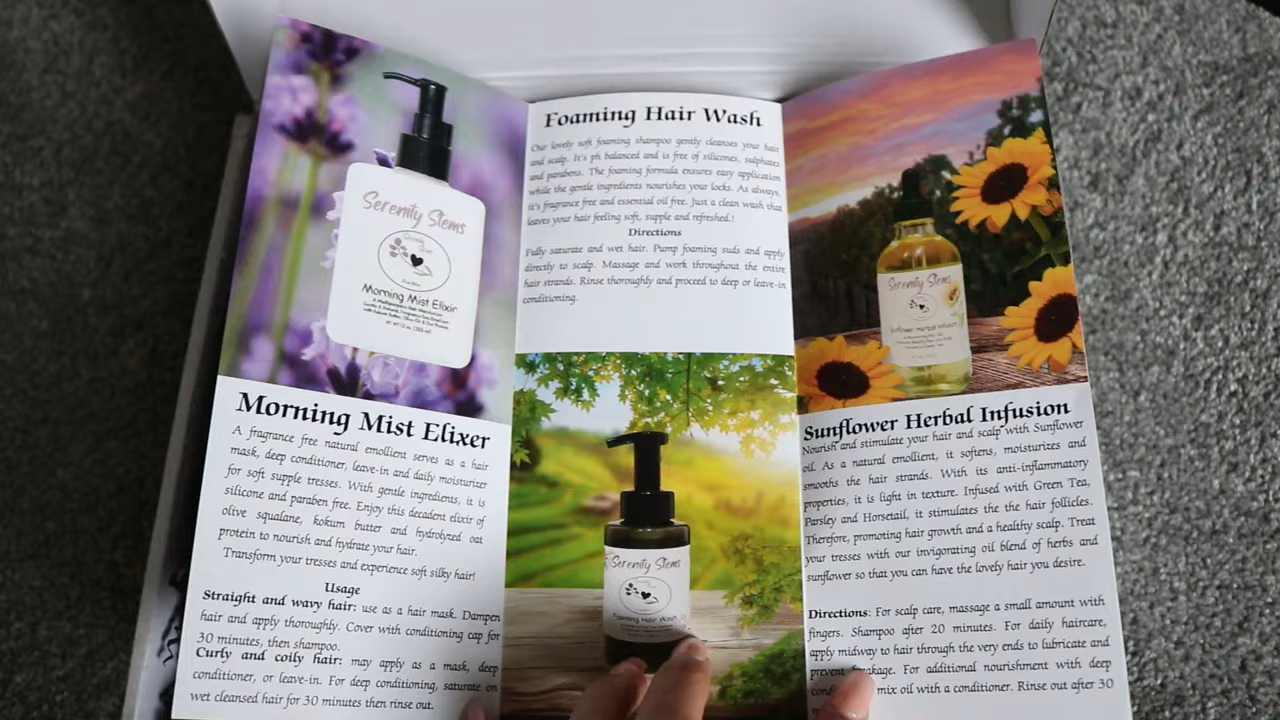 Serenity Stems
Morning Mist Elixir
Morning Mist Elixer
A fragrance free natural emollient serves as a hair
mask, deep conditioner, leave-in and daily moisturizer
for soft supple tresses. With gentle ingredients, it is
silicone and paraben free. Enjoy this decadent elixir of
olive squalane, kokum butter and hydrolyzed oat
protein to nourish and hydrate your hair.
Transform your tresses and experience soft silky hair!
Usage
Straight and wavy hair: use as a hair mask. Dampen
hair and apply thoroughly. Cover with conditioning cap for
30 minutes, then shampoo.
Curly and coily hair: may apply as a mask, deep
conditioner, or leave-in. For deep conditioning, saturate on
wet cleansed hair for 30 minutes then rinse out.
Foaming Hair Wash
Our lovely soft foaming shampoo gently cleanses your hair
and scalp. It's ph balanced and is free of silicones, sulphates
and parabens. The foaming formula ensures easy application
while the gentle ingredients nourishes your locks. As always,
it's fragrance free and essential oil free. Just a clean wash that
leaves your hair feeling soft, supple and refreshed.!
Directions
Fully saturate and wet hair. Pump foaming suds and apply
directly to scalp. Massage and work throughout the entire
hair strands. Rinse thoroughly and proceed to deep or leave-in
conditioning.
Serenity Stems
Foaming Hair Wash
Serenity Stems
Sunflower Herbal Infusion
Sunflower Herbal Infusion
Nourish and stimulate your hair and scalp with Sunflower
oil. As a natural emollient, it softens, moisturizes and
smooths the hair strands. With its anti-inflammatory
properties, it is light in texture. Infused with Green Tea,
Parsley and Horsetail, it stimulates the the hair follicles.
Therefore, promoting hair growth and a healthy scalp. Treat
your tresses with our invigorating oil blend of herbs and
sunflower so that you can have the lovely hair you desire.
Directions: For scalp care, massage a small amount with
fingers. Shampoo after 20 minutes. For daily haircare,
apply midway to hair through the very ends to lubricate and
prevent breakage. For additional nourishment with deep
mix oil with a conditioner. Rinse out after 30